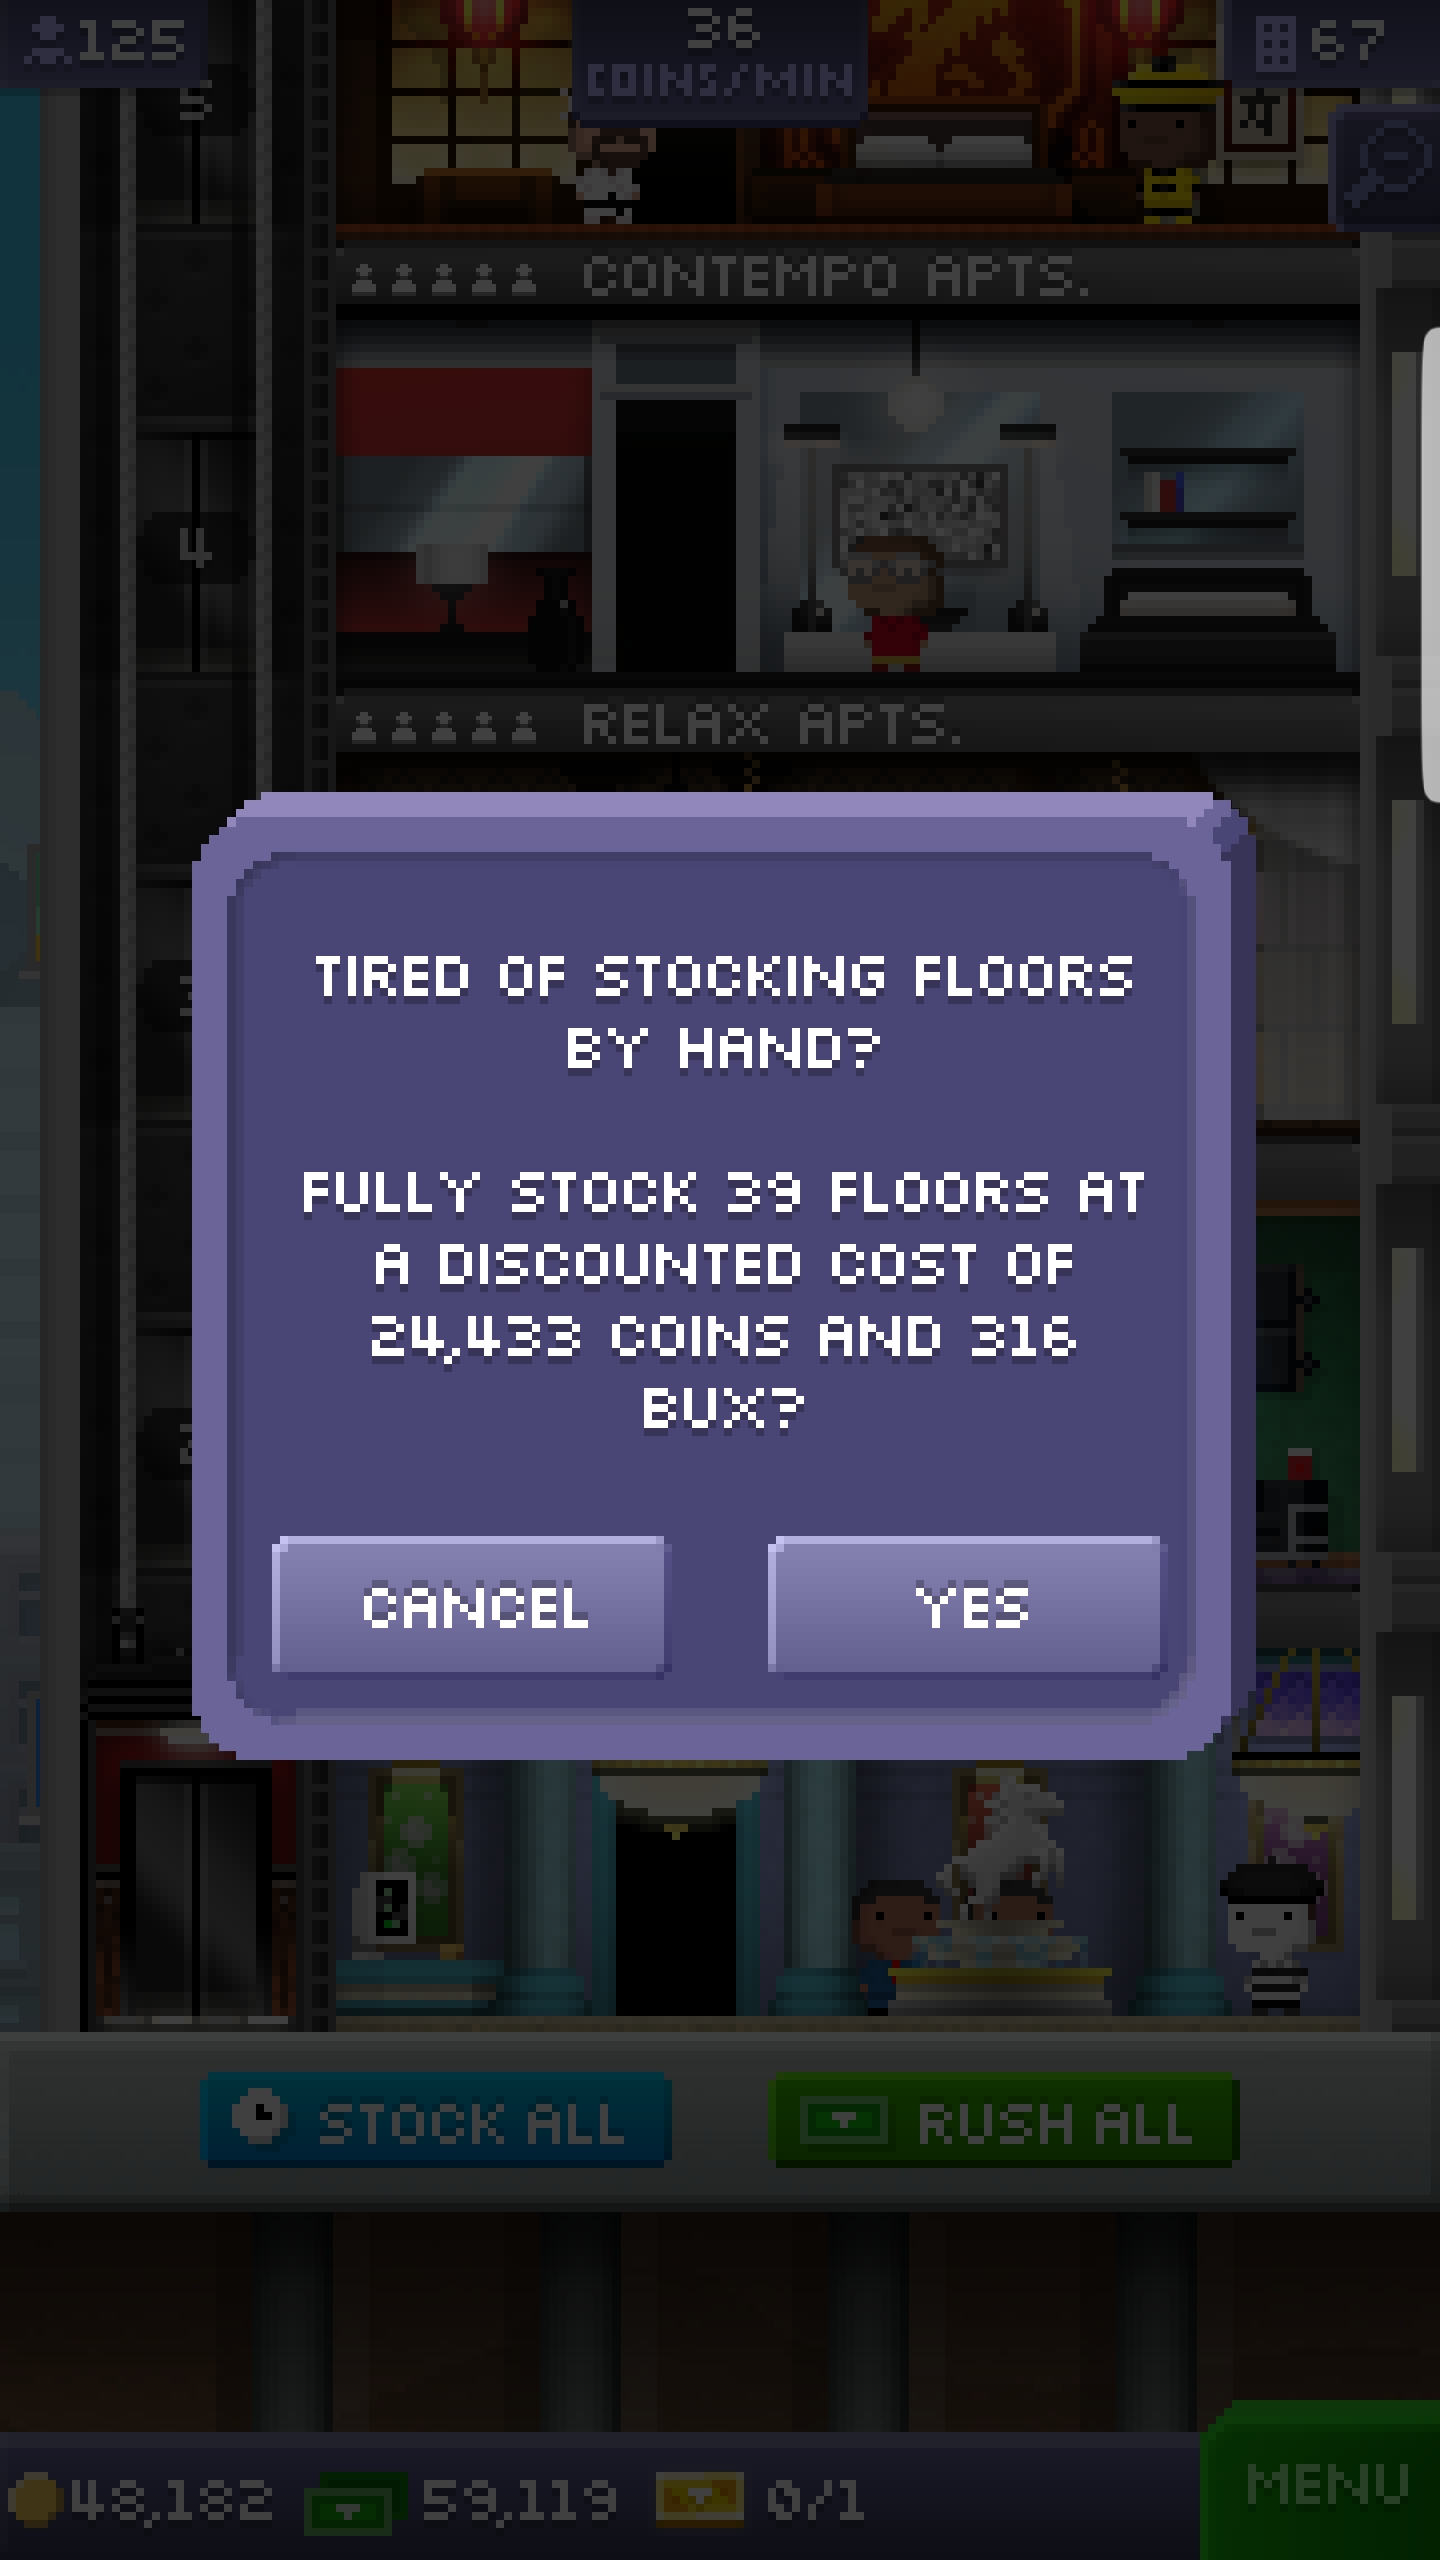 125
36
COINS/MIN
67
5
CONTEMPO APTS.
4
RELAX APTS.
TIRED OF STOCKING FLOORS
BY HAND?
FULLY STOCK 39 FLOORS AT
A DISCOUNTED COST OF
24,433 COINS AND 316
BUX?
CANCEL
YES
STOCK ALL
RUSH ALL
48,182
59,119
0/1
MENU